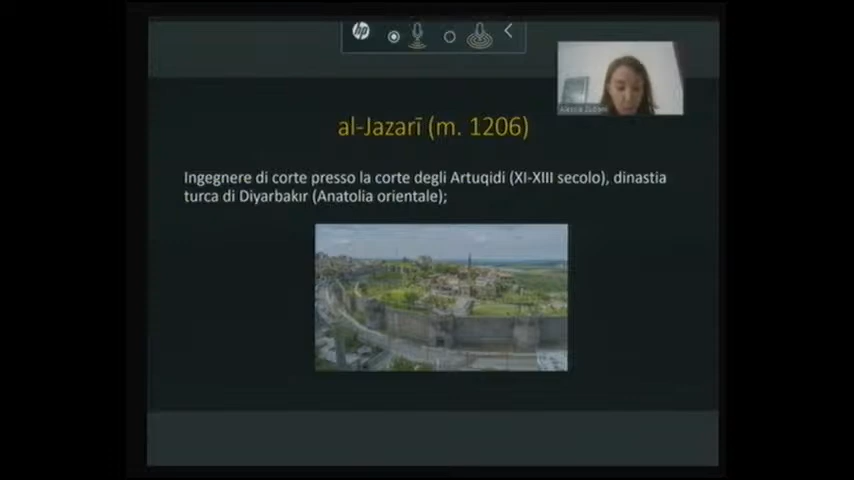 hp
al-Jazarī (m. 1206)
Ingegnere di corte presso la corte degli Artuqidi (XI-XIII secolo), dinastia
turca di Diyarbakır (Anatolia orientale);